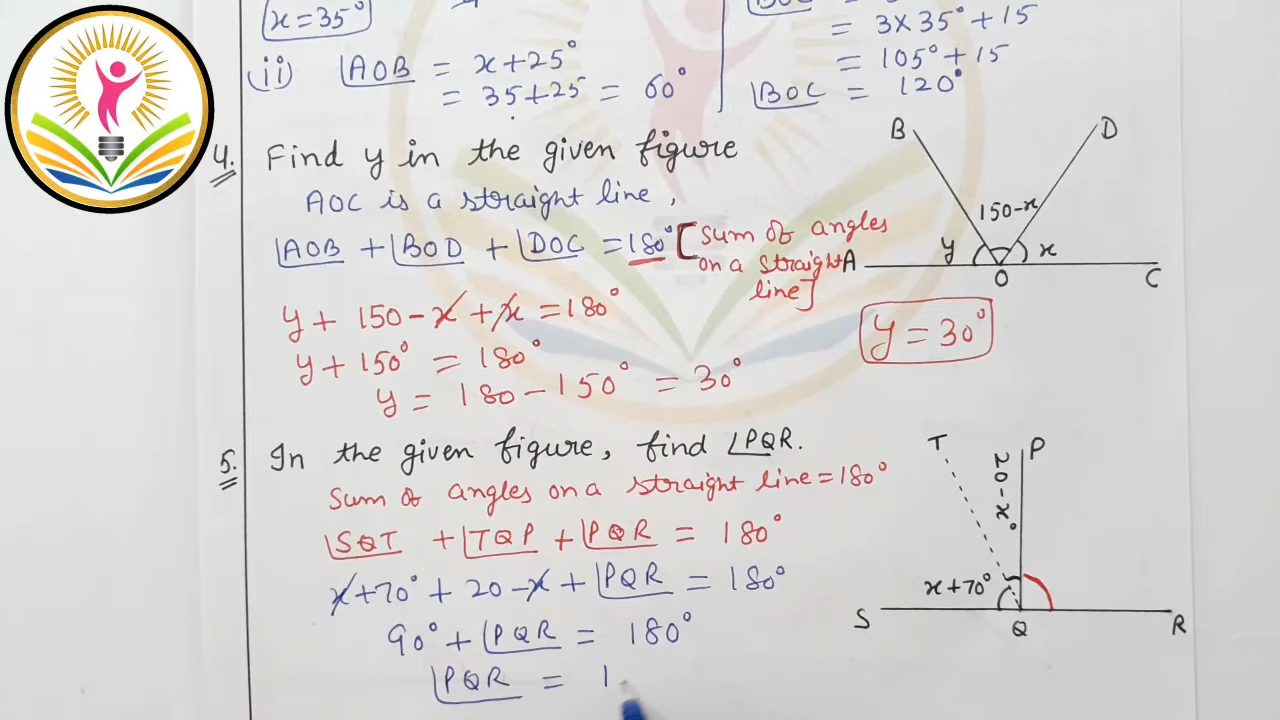 x=35°
(ii) ∠AOB = x+25°
= 35+25 = 60°
= 3×35°+15
= 105°+15
∠BOC = 120°
4. Find y in the given figure
AOC is a straight line,
∠AOB + ∠BOD + ∠DOC = 180° [Sum of angles on a straight line]
y + 150 - x + x = 180°
y + 150° = 180°
y = 180 - 150° = 30°
B D
150-x
y x
A O C
y = 30°
5. In the given figure, find ∠PQR.
Sum of angles on a straight line = 180°
∠SQT + ∠TQP + ∠PQR = 180°
x+70° + 20-x + ∠PQR = 180°
90° + ∠PQR = 180°
∠PQR = 1
T P
20-x°
x+70°
S Q R